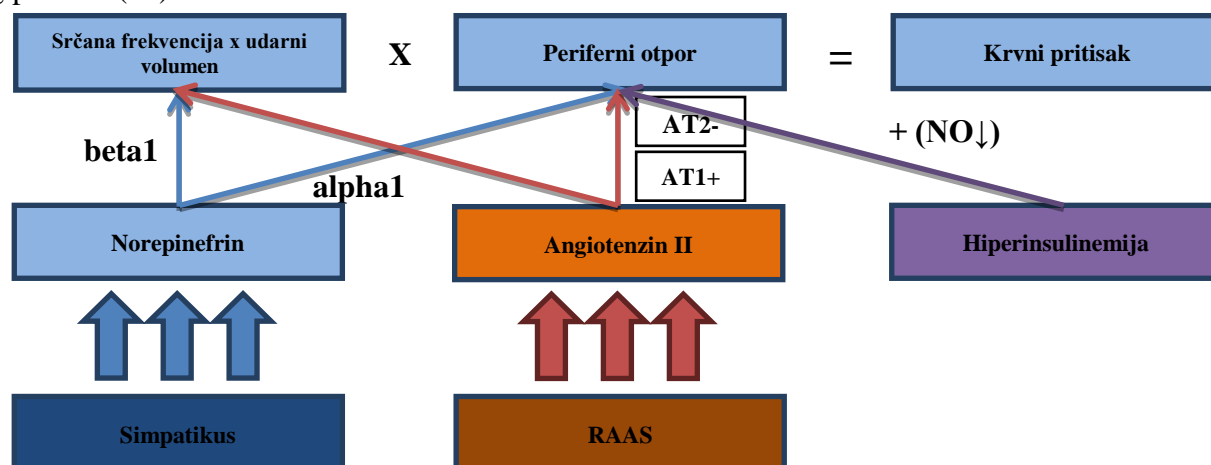 Srčana frekvencija x udarni
volumen
X
Periferni otpor
=
Krvni pritisak
AT2-
+ (NO↓)
beta1
AT1+
alpha1
Norepinefrin
Angiotenzin II
Hiperinsulinemija
Simpatikus
RAAS